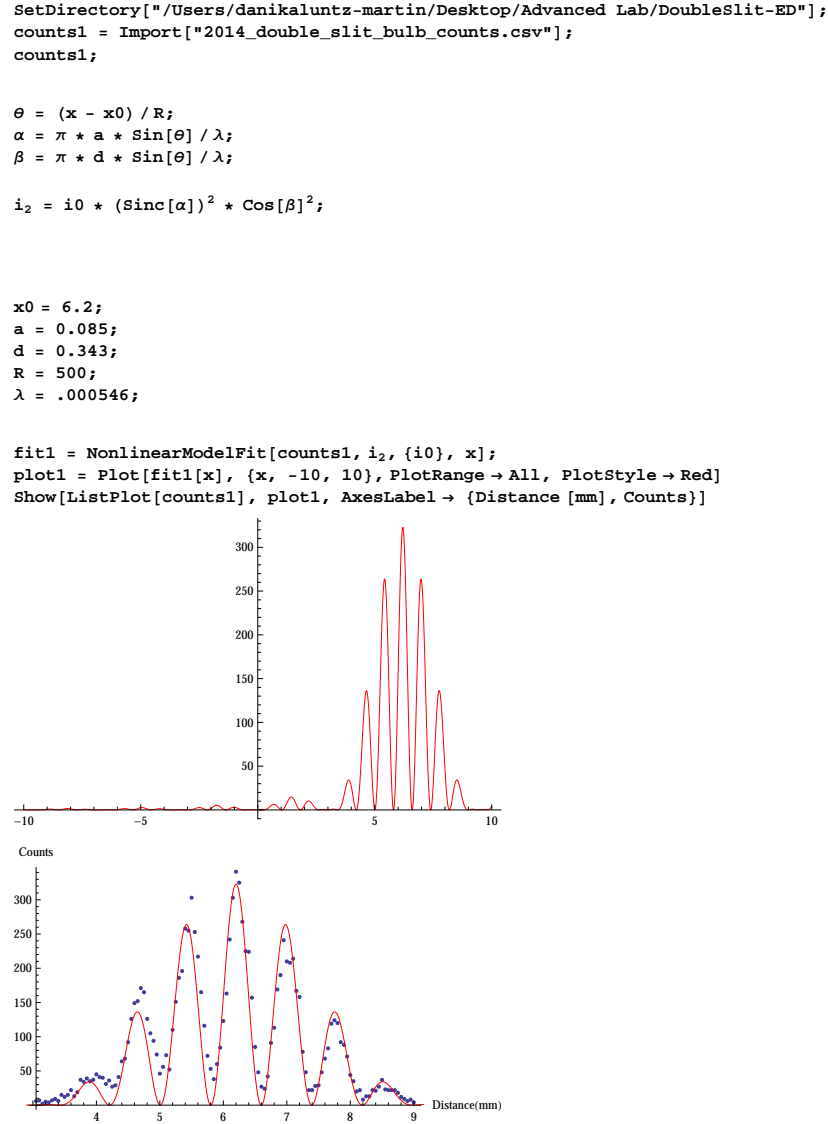 SetDirectory["/Users/danikaluntz-martin/Desktop/Advanced Lab/DoubleSlit-ED"];
counts1 = Import["2014_double_slit_bulb_counts.csv"];
counts1;
θ = (x - x0) / R;
α = π * a * Sin[θ] / λ;
β = π * d * Sin[θ] / λ;
i₂ = i0 * (Sinc[α])² * Cos[β]²;
x0 = 6.2;
a = 0.085;
d = 0.343;
R = 500;
λ = .000546;
fit1 = NonlinearModelFit[counts1, i₂, {i0}, x];
plot1 = Plot[fit1[x], {x, -10, 10}, PlotRange → All, PlotStyle → Red]
Show[ListPlot[counts1], plot1, AxesLabel → {Distance [mm], Counts}]
300
250
200
150
100
50
−10 −5 5 10
Counts
300
250
200
150
100
50
4 5 6 7 8 9 Distance(mm)